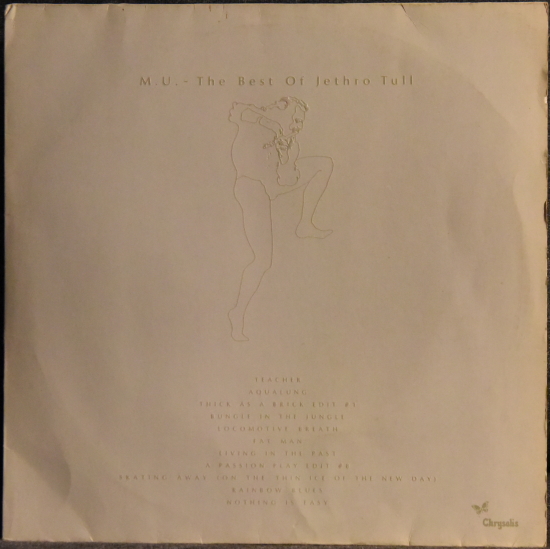 M.U. - The Best Of Jethro Tull
TEACHER
AQUALUNG
THICK AS A BRICK EDIT #1
BUNGLE IN THE JUNGLE
LOCOMOTIVE BREATH
FAT MAN
LIVING IN THE PAST
A PASSION PLAY EDIT #8
SKATING AWAY (ON THE THIN ICE OF THE NEW DAY)
RAINBOW BLUES
NOTHING IS EASY
Chrysalis